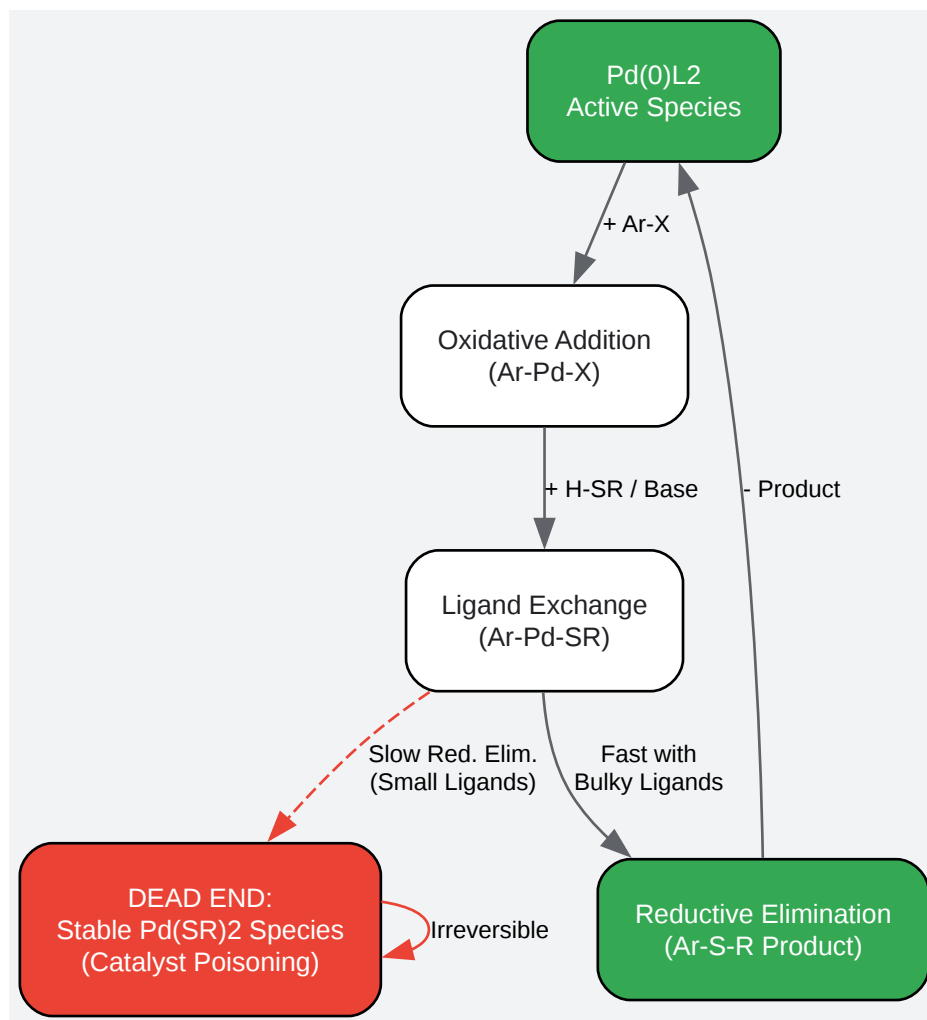 Pd(0)L2
Active Species
+ Ar-X
Oxidative Addition
(Ar-Pd-X)
+ H-SR / Base
- Product
Ligand Exchange
(Ar-Pd-SR)
Slow Red. Elim.
(Small Ligands)
Fast with
Bulky Ligands
DEAD END:
Stable Pd(SR)2 Species
(Catalyst Poisoning)
Irreversible
Reductive Elimination
(Ar-S-R Product)